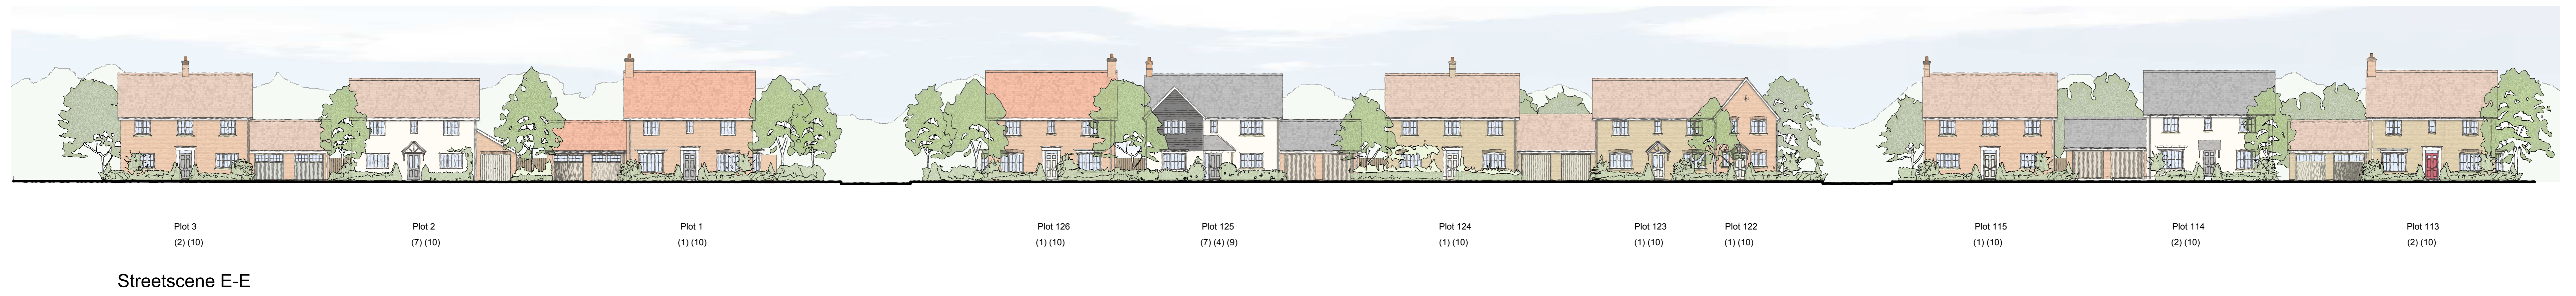 Plot 3
(2) (10)
Plot 2
(7) (10)
Plot 1
(1) (10)
Plot 126
(1) (10)
Plot 125
(7) (4) (9)
Plot 124
(1) (10)
Plot 123
(1) (10)
Plot 122
(1) (10)
Plot 115
(1) (10)
Plot 114
(2) (10)
Plot 113
(2) (10)
Streetscene E-E